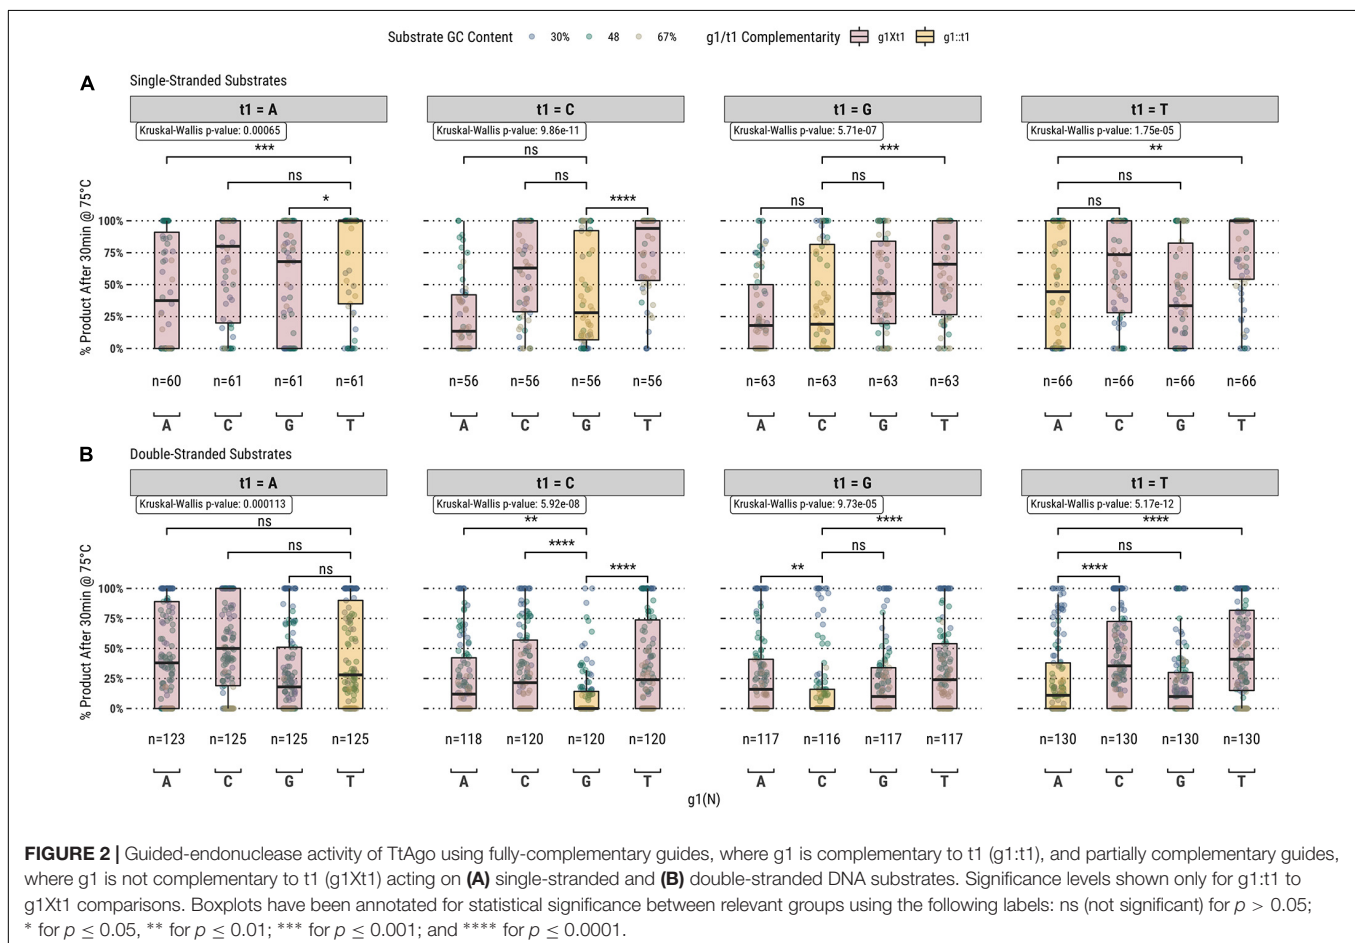 Substrate GC Content 30% 48 67% g1/t1 Complementarity g1Xt1 g1::t1
A Single-Stranded Substrates
t1 = A t1 = C t1 = G t1 = T
Kruskal-Wallis p-value: 0.00065 Kruskal-Wallis p-value: 9.86e-11 Kruskal-Wallis p-value: 5.71e-07 Kruskal-Wallis p-value: 1.75e-05
*** ns *** **
ns ns ns ns
* **** ns ns
% Product After 30min @ 75°C
100%
75%
50%
25%
0%
n=60 n=61 n=61 n=61 n=56 n=56 n=56 n=56 n=63 n=63 n=63 n=63 n=66 n=66 n=66 n=66
A C G T A C G T A C G T A C G T
B Double-Stranded Substrates
t1 = A t1 = C t1 = G t1 = T
Kruskal-Wallis p-value: 0.000113 Kruskal-Wallis p-value: 5.92e-08 Kruskal-Wallis p-value: 9.73e-05 Kruskal-Wallis p-value: 5.17e-12
ns ** **** ****
ns **** ns ns
ns **** ** ****
% Product After 30min @ 75°C
100%
75%
50%
25%
0%
n=123 n=125 n=125 n=125 n=118 n=120 n=120 n=120 n=117 n=116 n=117 n=117 n=130 n=130 n=130 n=130
A C G T A C G T A C G T A C G T
g1(N)
FIGURE 2 | Guided-endonuclease activity of TtAgo using fully-complementary guides, where g1 is complementary to t1 (g1:t1), and partially complementary guides,
where g1 is not complementary to t1 (g1Xt1) acting on (A) single-stranded and (B) double-stranded DNA substrates. Significance levels shown only for g1:t1 to
g1Xt1 comparisons. Boxplots have been annotated for statistical significance between relevant groups using the following labels: ns (not significant) for p > 0.05;
* for p ≤ 0.05, ** for p ≤ 0.01; *** for p ≤ 0.001; and **** for p ≤ 0.0001.